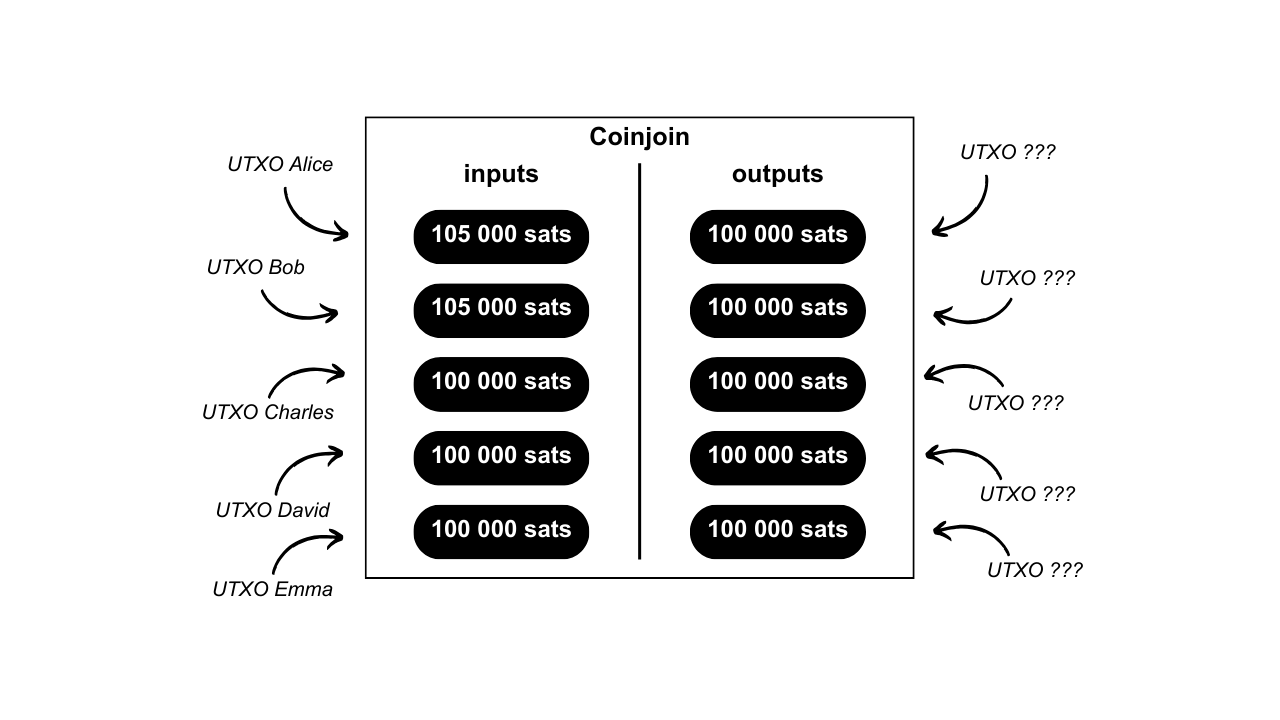 Coinjoin
inputs
outputs
UTXO Alice
105 000 sats
100 000 sats
UTXO ???
UTXO Bob
105 000 sats
100 000 sats
UTXO ???
UTXO Charles
100 000 sats
100 000 sats
UTXO ???
UTXO David
100 000 sats
100 000 sats
UTXO ???
UTXO Emma
100 000 sats
100 000 sats
UTXO ???